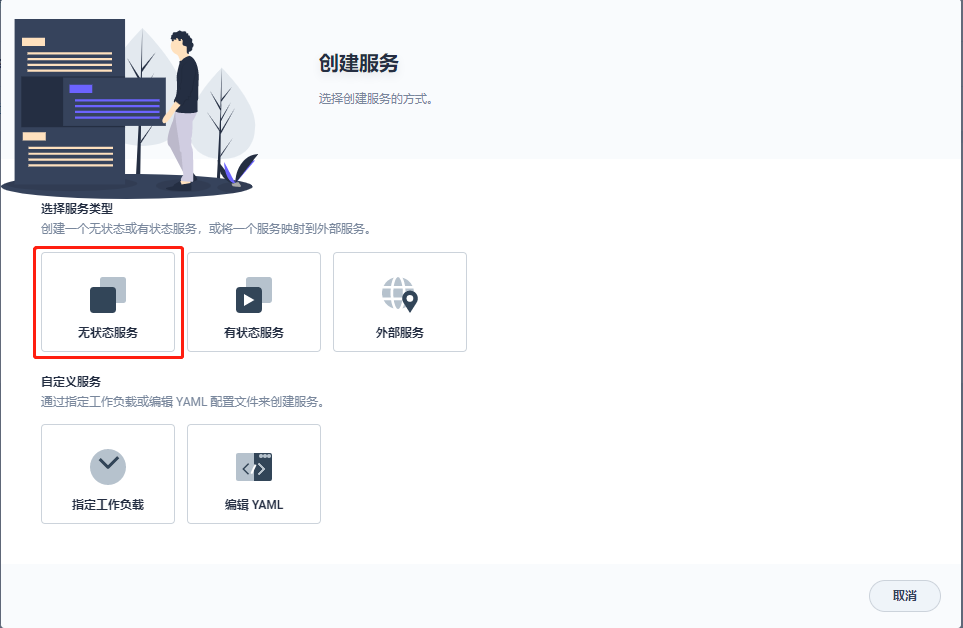 创建服务
选择创建服务的方式。
选择服务类型
创建一个无状态或有状态服务，或将一个服务映射到外部服务。
无状态服务
有状态服务
外部服务
自定义服务
通过指定工作负载或编辑 YAML 配置文件来创建服务。
指定工作负载
编辑 YAML
取消